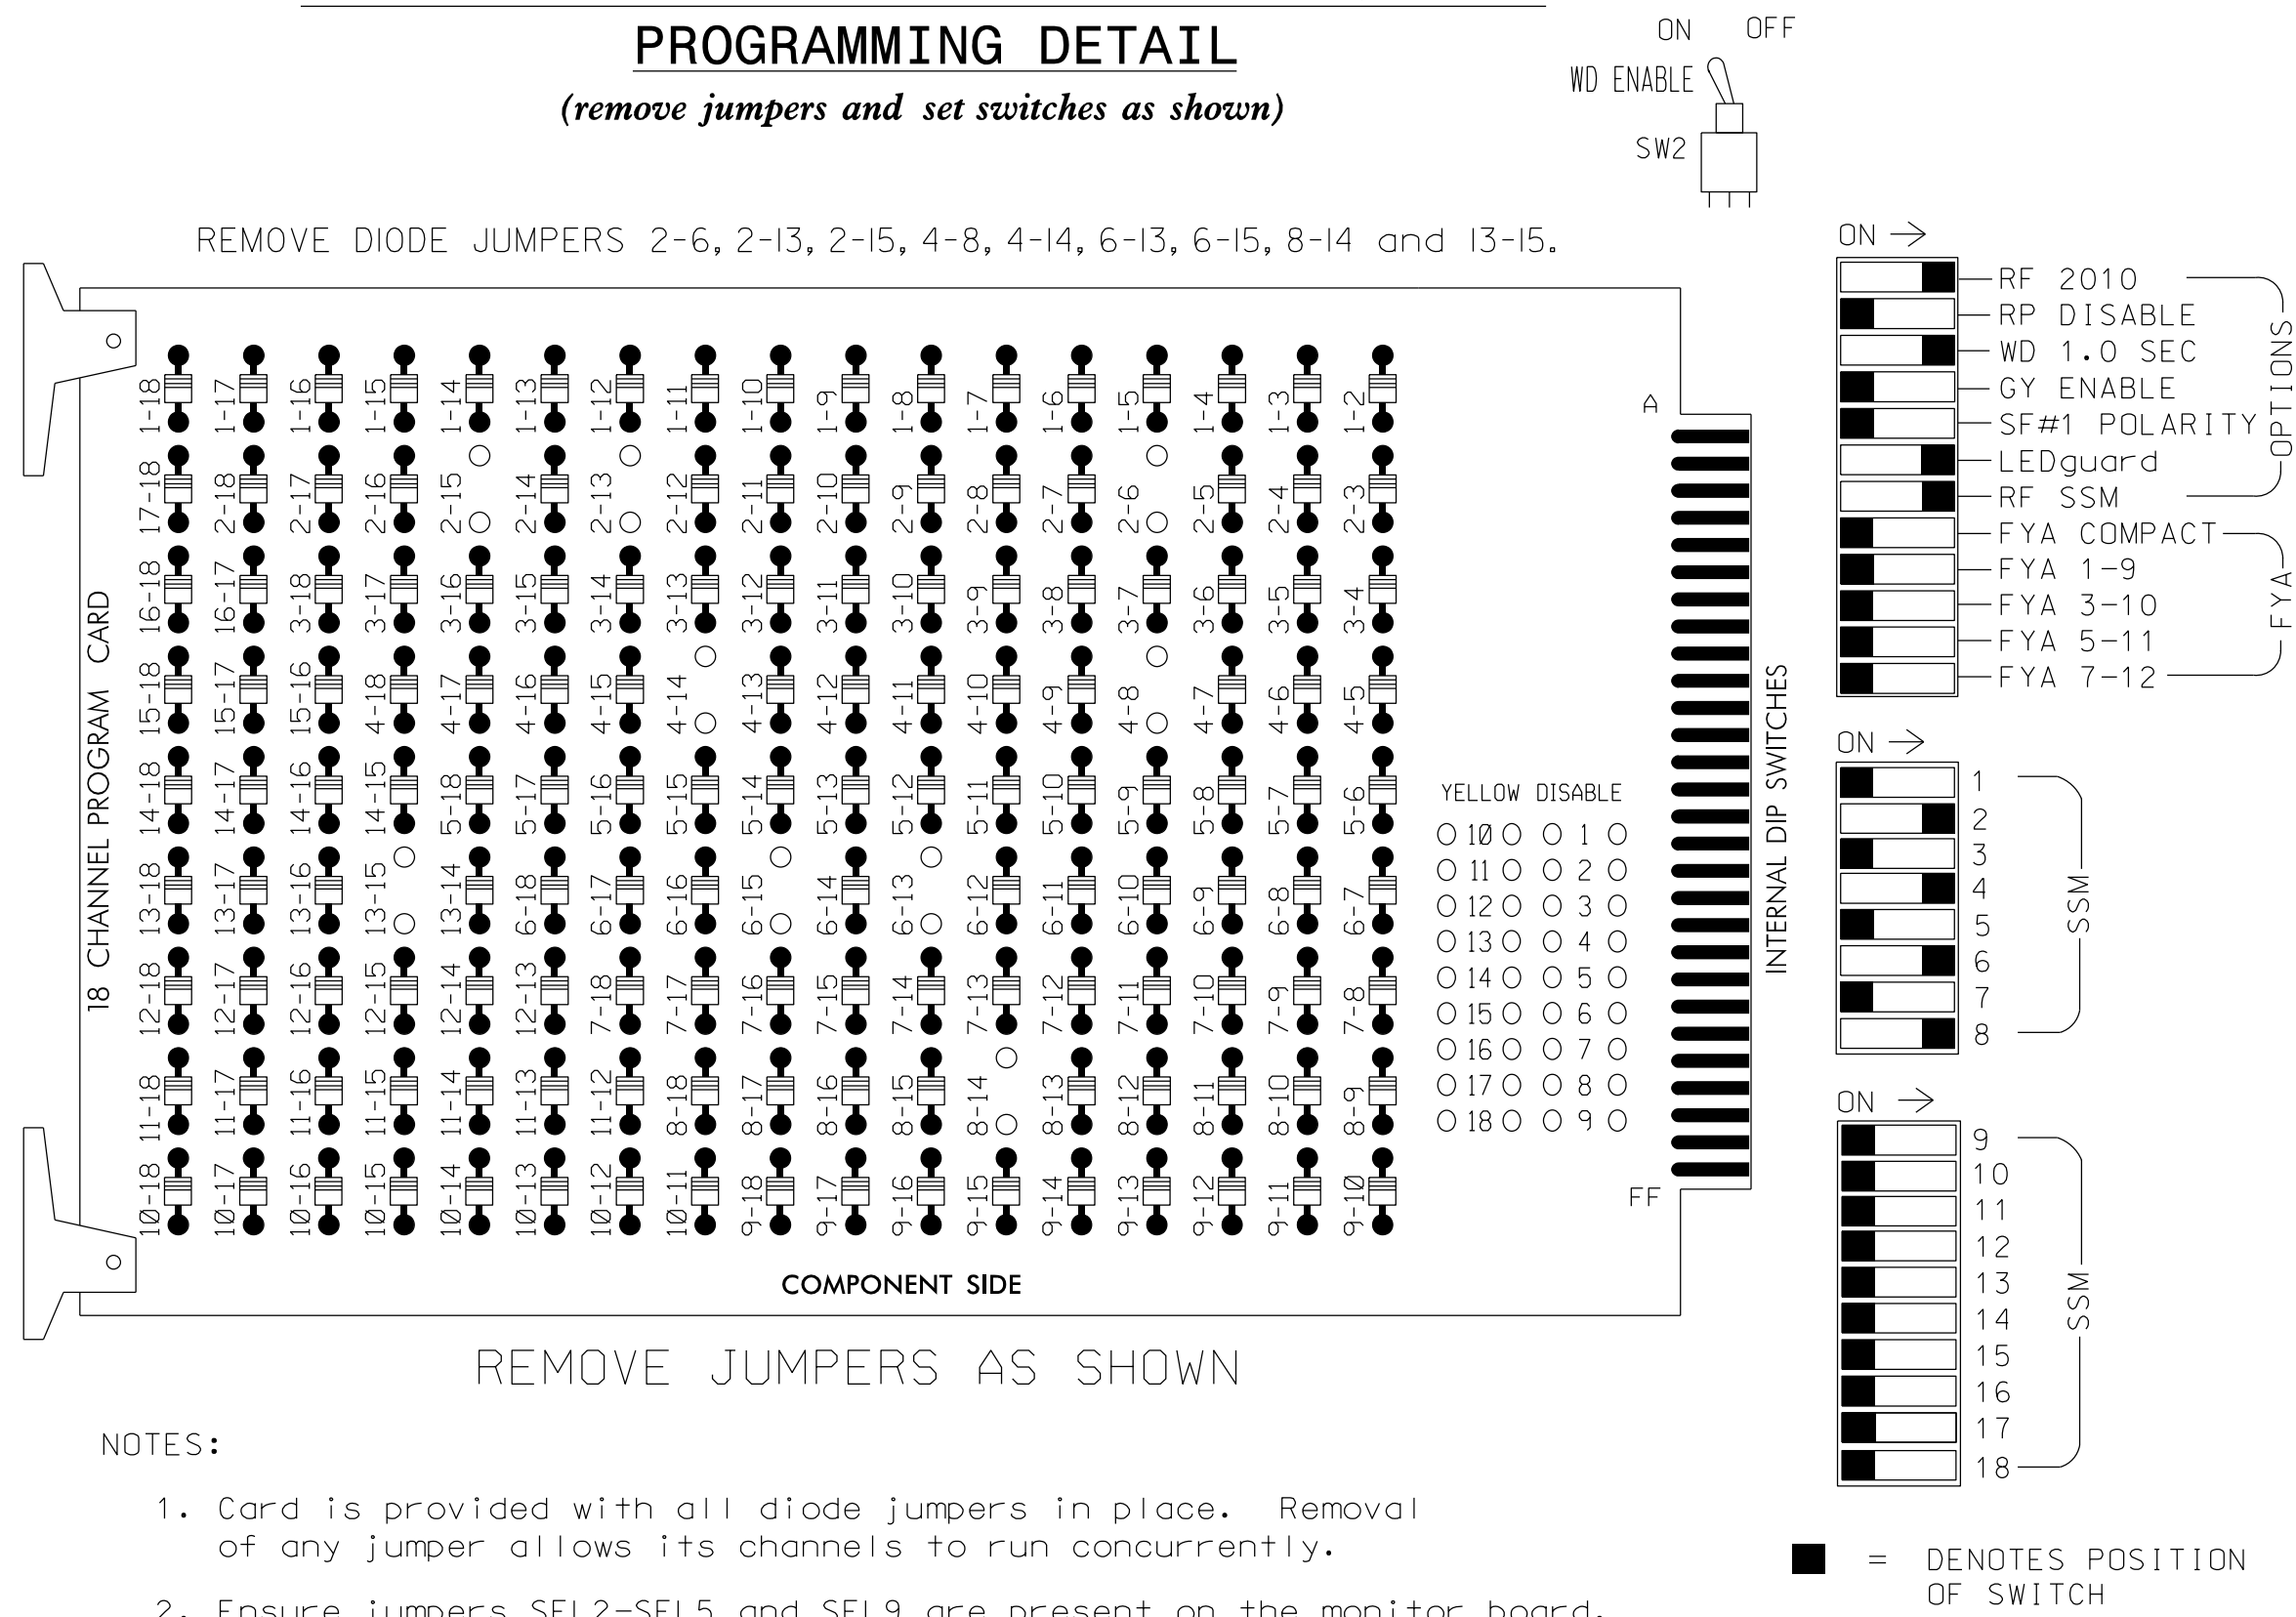 PROGRAMMING DETAIL
(remove jumpers and set switches as shown)
ON OFF
WD ENABLE
SW2
REMOVE DIODE JUMPERS 2-6, 2-13, 2-15, 4-8, 4-14, 6-13, 6-15, 8-14 and 13-15.
18 CHANNEL PROGRAM CARD
1-18 1-17 1-16 1-15 1-14 1-13 1-12 1-11 1-10 1-9 1-8 1-7 1-6 1-5 1-4 1-3 1-2
17-18 2-18 2-17 2-16 2-15 2-14 2-13 2-12 2-11 2-10 2-9 2-8 2-7 2-6 2-5 2-4 2-3
16-18 16-17 3-18 3-17 3-16 3-15 3-14 3-13 3-12 3-11 3-10 3-9 3-8 3-7 3-6 3-5 3-4
15-18 15-17 15-16 4-18 4-17 4-16 4-15 4-14 4-13 4-12 4-11 4-10 4-9 4-8 4-7 4-6 4-5
14-18 14-17 14-16 14-15 5-18 5-17 5-16 5-15 5-14 5-13 5-12 5-11 5-10 5-9 5-8 5-7 5-6
13-18 13-17 13-16 13-15 13-14 6-18 6-17 6-16 6-15 6-14 6-13 6-12 6-11 6-10 6-9 6-8 6-7
12-18 12-17 12-16 12-15 12-14 12-13 7-18 7-17 7-16 7-15 7-14 7-13 7-12 7-11 7-10 7-9 7-8
11-18 11-17 11-16 11-15 11-14 11-13 11-12 8-18 8-17 8-16 8-15 8-14 8-13 8-12 8-11 8-10 8-9
10-18 10-17 10-16 10-15 10-14 10-13 10-12 10-11 9-18 9-17 9-16 9-15 9-14 9-13 9-12 9-11 9-10
YELLOW DISABLE
10 1
11 2
12 3
13 4
14 5
15 6
16 7
17 8
18 9
A
FF
COMPONENT SIDE
INTERNAL DIP SWITCHES
ON →
RF 2010
RP DISABLE
WD 1.0 SEC
GY ENABLE
SF#1 POLARITY
LEDguard
RF SSM
OPTIONS
FYA COMPACT
FYA 1-9
FYA 3-10
FYA 5-11
FYA 7-12
FYA
ON →
1
2
3
4
5
6
7
8
SSM
ON →
9
10
11
12
13
14
15
16
17
18
SSM
REMOVE JUMPERS AS SHOWN
NOTES:
1. Card is provided with all diode jumpers in place. Removal
of any jumper allows its channels to run concurrently.
2. Ensure jumpers SEL2-SEL5 and SEL9 are present on the monitor board.
= DENOTES POSITION
OF SWITCH